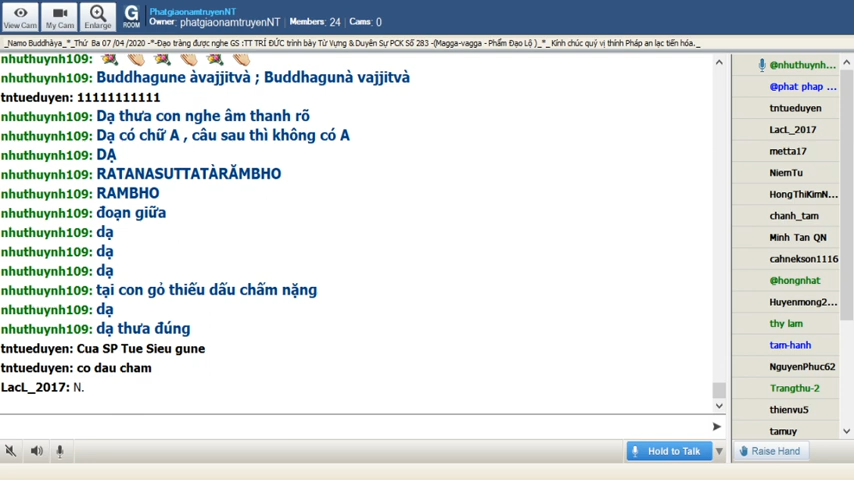 View Cam
My Cam
Enlarge
G
ROOM
PhatgiaonamtruyenNT
Owner: phatgiaonamtruyenNT | Members: 24 | Cams: 0
_Namo Buddhàya_*_Thứ Ba 07 /04 /2020 -*-Đạo tràng được nghe GS :TT TRÍ ĐỨC trình bày Từ Vựng & Duyên Sự PCK Số 283 -(Magga-vagga - Phẩm Đạo Lộ )_*_ Kính chúc quý vị thính Pháp an lạc tiến hóa._
nhuthuynh109:
nhuthuynh109: Buddhagune àvajjitvà ; Buddhagunà vajjitvà
tntueduyen: 11111111111
nhuthuynh109: Dạ thưa con nghe âm thanh rõ
nhuthuynh109: Dạ có chữ A , câu sau thì không có A
nhuthuynh109: DẠ
nhuthuynh109: RATANASUTTATÀRĂMBHO
nhuthuynh109: RAMBHO
nhuthuynh109: đoạn giữa
nhuthuynh109: dạ
nhuthuynh109: dạ
nhuthuynh109: dạ
nhuthuynh109: tại con gỏ thiếu dấu chấm nặng
nhuthuynh109: dạ
nhuthuynh109: dạ thưa đúng
tntueduyen: Cua SP Tue Sieu gune
tntueduyen: co dau cham
LacL_2017: N.
@nhuthuynh...
@phat phap ...
tntueduyen
LacL_2017
metta17
NiemTu
HongThiKimN...
chanh_tam
Minh Tan QN
cahnekson1116
@hongnhat
Huyenmong2...
thy lam
tam-hanh
NguyenPhuc62
Trangthu-2
thienvu5
tamuy
Hold to Talk
Raise Hand